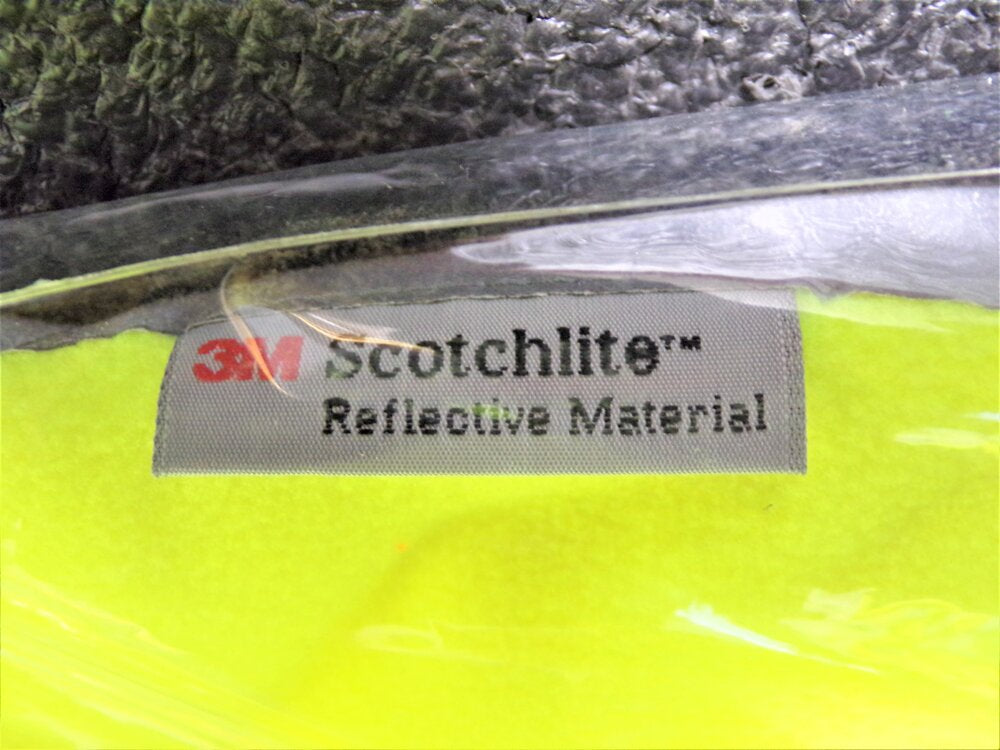 3M Scotchlite™
Reflective Material